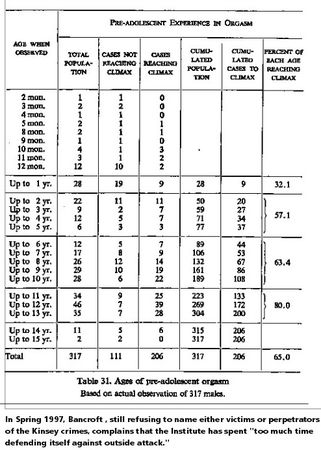 PRE-ADOLESCENT EXPERIENCE IN ORGASM
AGE WHEN OBSERVED TOTAL POPULA-TION CASES NOT REACHING CLIMAX CASES REACHING CLIMAX CUMU-LATED POPULA-TION CUMU-LATED CASES TO CLIMAX PERCENT OF EACH AGE REACHING CLIMAX
2 mon. 1 1 0
3 mon. 2 2 0
4 mon. 1 1 0
5 mon. 2 1 1
8 mon. 2 1 1
9 mon. 1 1 0
10 mon. 4 1 3
11 mon. 3 1 2
12 mon. 12 10 2
Up to 1 yr. 28 19 9 28 9 32.1
Up to 2 yr. 22 11 11 50 20
Up to 3 yr. 9 2 7 59 27
57.1
Up to 4 yr. 12 5 7 71 34
Up to 5 yr. 6 3 3 77 37
Up to 6 yr. 12 5 7 89 44
Up to 7 yr. 17 8 9 106 53
Up to 8 yr. 26 12 14 132 67 63.4
Up to 9 yr. 29 10 19 161 86
Up to 10 yr. 28 6 22 189 108
Up to 11 yr. 34 9 25 223 133
Up to 12 yr. 46 7 39 269 172 80.0
Up to 13 yr. 35 7 28 304 200
Up to 14 yr. 11 5 6 315 206
Up to 15 yr. 2 2 0 317 206
Total 317 111 206 317 206 65.0
Table 31. Ages of pre-adolescent orgasm
Based on actual observation of 317 males.
In Spring 1997, Bancroft , still refusing to name either victims or perpetrators
of the Kinsey crimes, complains that the Institute has spent "too much time
defending itself against outside attack."